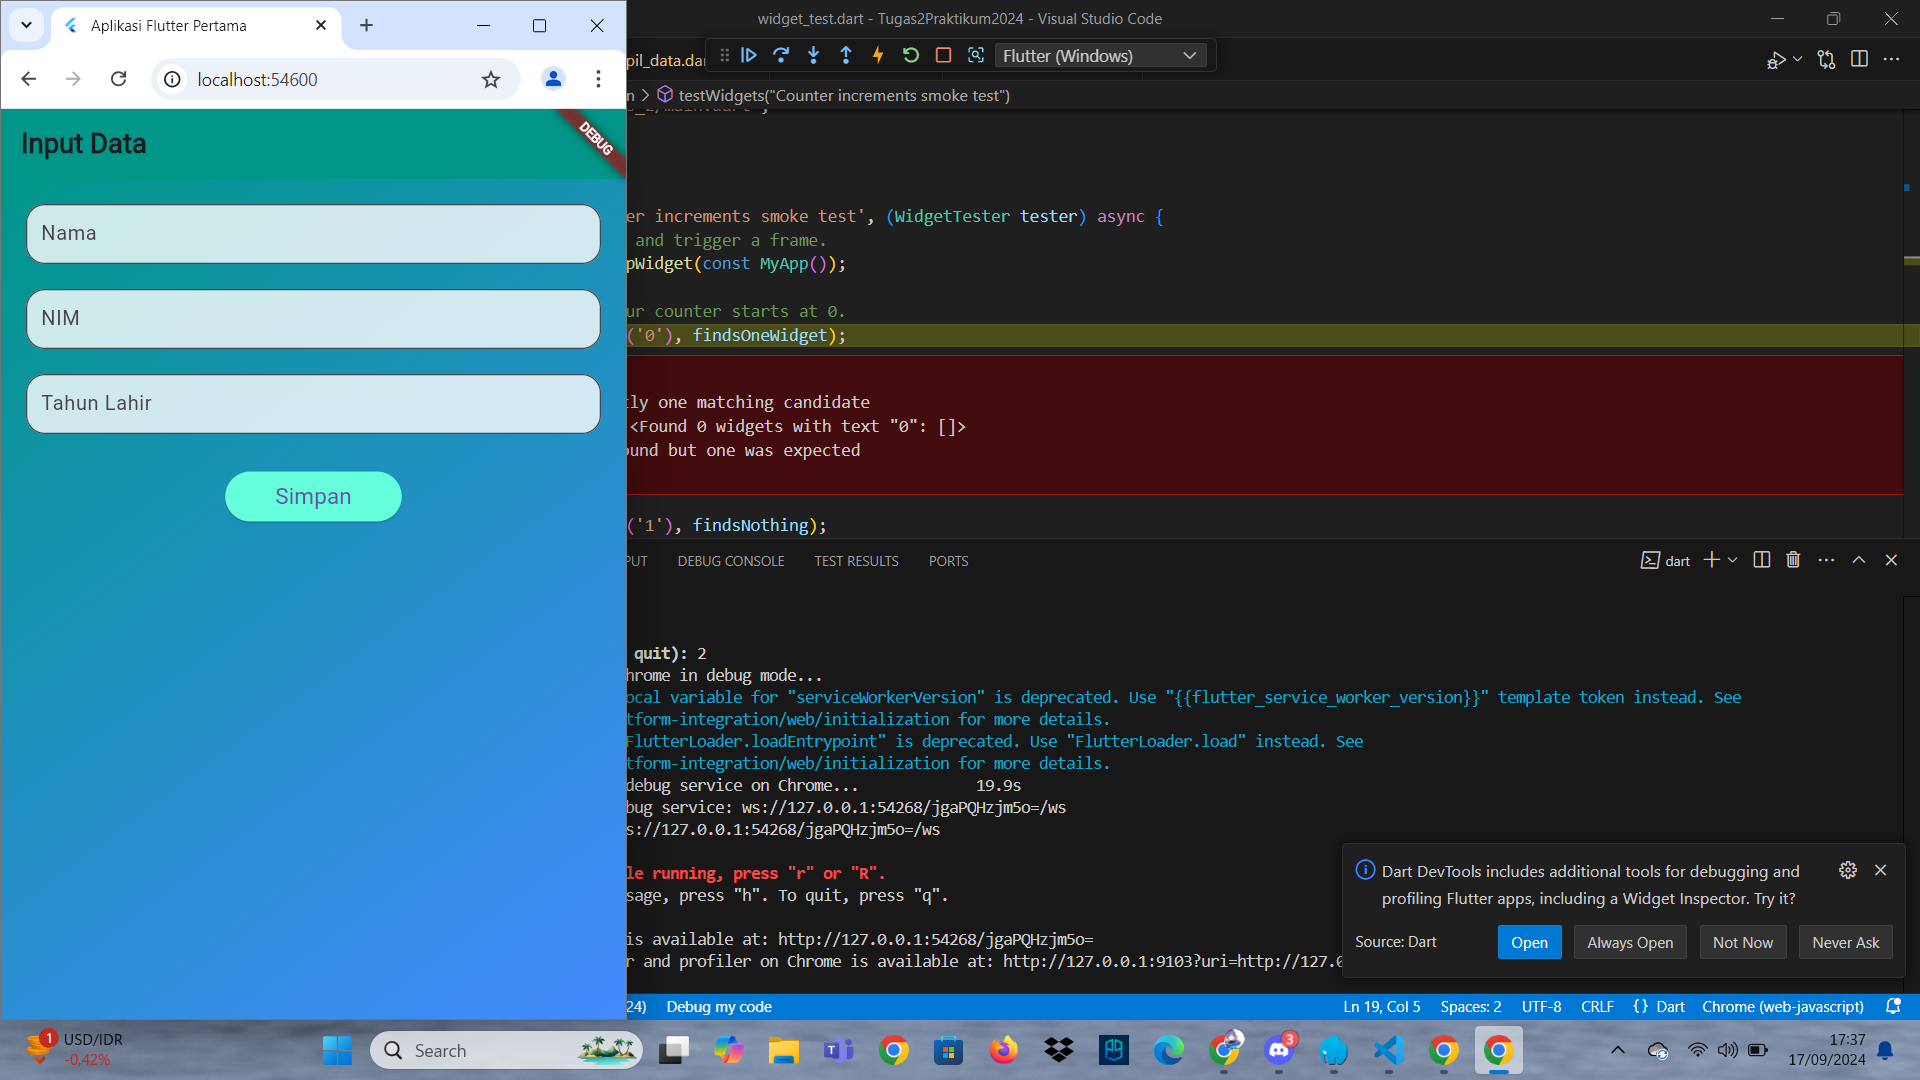 Aplikasi Flutter Pertama
localhost:54600
Input Data
DEBUG
Nama
NIM
Tahun Lahir
Simpan
widget_test.dart - Tugas2Praktikum2024 - Visual Studio Code
pil_data.dar
Flutter (Windows)
n > testWidgets("Counter increments smoke test")
er increments smoke test', (WidgetTester tester) async {
and trigger a frame.
pWidget(const MyApp());
ur counter starts at 0.
('0'), findsOneWidget);
tly one matching candidate
<Found 0 widgets with text "0": []>
ound but one was expected
('1'), findsNothing);
PUT DEBUG CONSOLE TEST RESULTS PORTS
dart
quit): 2
hrome in debug mode...
ocal variable for "serviceWorkerVersion" is deprecated. Use "{{flutter_service_worker_version}}" template token instead. See
tform-integration/web/initialization for more details.
FlutterLoader.loadEntrypoint" is deprecated. Use "FlutterLoader.load" instead. See
tform-integration/web/initialization for more details.
debug service on Chrome... 19.9s
bug service: ws://127.0.0.1:54268/jgaPQHzjm5o=/ws
s://127.0.0.1:54268/jgaPQHzjm5o=/ws
le running, press "r" or "R".
sage, press "h". To quit, press "q".
is available at: http://127.0.0.1:54268/jgaPQHzjm5o=
r and profiler on Chrome is available at: http://127.0.0.1:9103?uri=http://127.0
Dart DevTools includes additional tools for debugging and
profiling Flutter apps, including a Widget Inspector. Try it?
Source: Dart
Open
Always Open
Not Now
Never Ask
24) Debug my code
Ln 19, Col 5 Spaces: 2 UTF-8 CRLF {} Dart Chrome (web-javascript)
1
USD/IDR
-0,42%
Search
3
17:37
17/09/2024